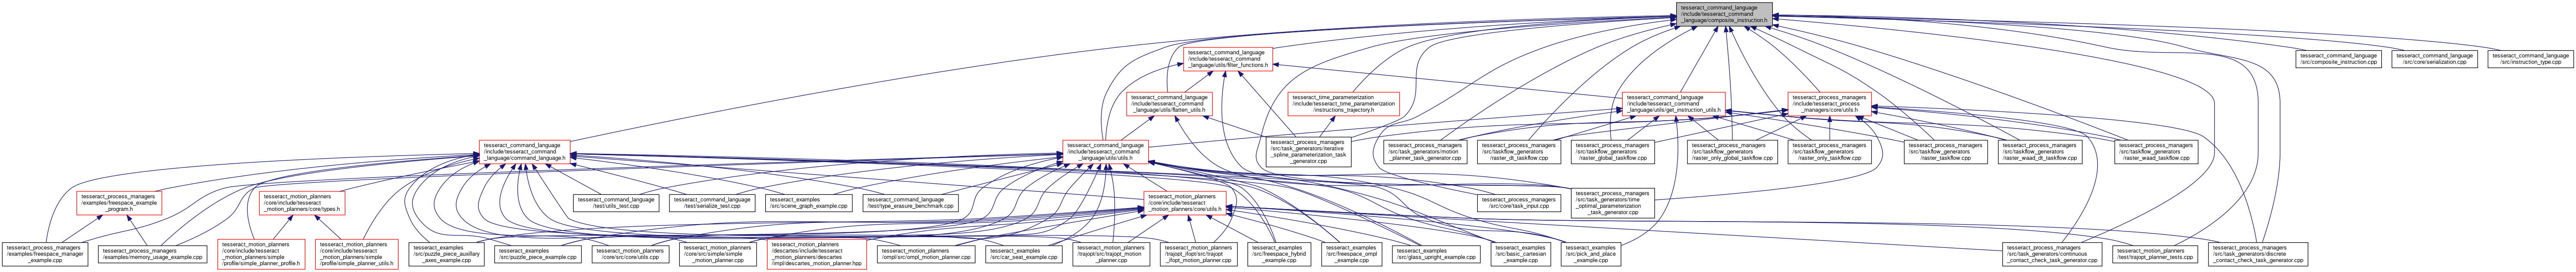 tesseract_command_language
/include/tesseract_command
_language/composite_instruction.h
tesseract_command_language
/include/tesseract_command
_language/utils/filter_functions.h
tesseract_command_language
/src/composite_instruction.cpp
tesseract_command_language
/src/core/serialization.cpp
tesseract_command_language
/src/instruction_type.cpp
tesseract_command_language
/include/tesseract_command
_language/utils/flatten_utils.h
tesseract_time_parameterization
/include/tesseract_time_parameterization
/instructions_trajectory.h
tesseract_command_language
/include/tesseract_command
_language/utils/get_instruction_utils.h
tesseract_process_managers
/include/tesseract_process
_managers/core/utils.h
tesseract_command_language
/include/tesseract_command
_language/command_language.h
tesseract_command_language
/include/tesseract_command
_language/utils/utils.h
tesseract_process_managers
/src/task_generators/iterative
_spline_parameterization_task
_generator.cpp
tesseract_process_managers
/src/task_generators/motion
_planner_task_generator.cpp
tesseract_process_managers
/src/taskflow_generators
/raster_dt_taskflow.cpp
tesseract_process_managers
/src/taskflow_generators
/raster_global_taskflow.cpp
tesseract_process_managers
/src/taskflow_generators
/raster_only_global_taskflow.cpp
tesseract_process_managers
/src/taskflow_generators
/raster_only_taskflow.cpp
tesseract_process_managers
/src/taskflow_generators
/raster_taskflow.cpp
tesseract_process_managers
/src/taskflow_generators
/raster_waad_dt_taskflow.cpp
tesseract_process_managers
/src/taskflow_generators
/raster_waad_taskflow.cpp
tesseract_process_managers
/examples/freespace_example
_program.h
tesseract_motion_planners
/core/include/tesseract
_motion_planners/core/types.h
tesseract_command_language
/test/utils_test.cpp
tesseract_command_language
/test/serialize_test.cpp
tesseract_examples
/src/scene_graph_example.cpp
tesseract_command_language
/test/type_erasure_benchmark.cpp
tesseract_motion_planners
/core/include/tesseract
_motion_planners/core/utils.h
tesseract_process_managers
/src/core/task_input.cpp
tesseract_process_managers
/src/task_generators/time
_optimal_parameterization
_task_generator.cpp
tesseract_process_managers
/examples/freespace_manager
_example.cpp
tesseract_process_managers
/examples/memory_usage_example.cpp
tesseract_motion_planners
/core/include/tesseract
_motion_planners/simple
/profile/simple_planner_profile.h
tesseract_motion_planners
/core/include/tesseract
_motion_planners/simple
/profile/simple_planner_utils.h
tesseract_examples
/src/puzzle_piece_auxillary
_axes_example.cpp
tesseract_examples
/src/puzzle_piece_example.cpp
tesseract_motion_planners
/core/src/core/utils.cpp
tesseract_motion_planners
/core/src/simple/simple
_motion_planner.cpp
tesseract_motion_planners
/descartes/include/tesseract
_motion_planners/descartes
/impl/descartes_motion_planner.hpp
tesseract_motion_planners
/ompl/src/ompl_motion_planner.cpp
tesseract_examples
/src/car_seat_example.cpp
tesseract_motion_planners
/trajopt/src/trajopt_motion
_planner.cpp
tesseract_motion_planners
/trajopt_ifopt/src/trajopt
_ifopt_motion_planner.cpp
tesseract_examples
/src/freespace_hybrid
_example.cpp
tesseract_examples
/src/freespace_ompl
_example.cpp
tesseract_examples
/src/glass_upright_example.cpp
tesseract_examples
/src/basic_cartesian
_example.cpp
tesseract_examples
/src/pick_and_place
_example.cpp
tesseract_process_managers
/src/task_generators/continuous
_contact_check_task_generator.cpp
tesseract_motion_planners
/test/trajopt_planner_tests.cpp
tesseract_process_managers
/src/task_generators/discrete
_contact_check_task_generator.cpp